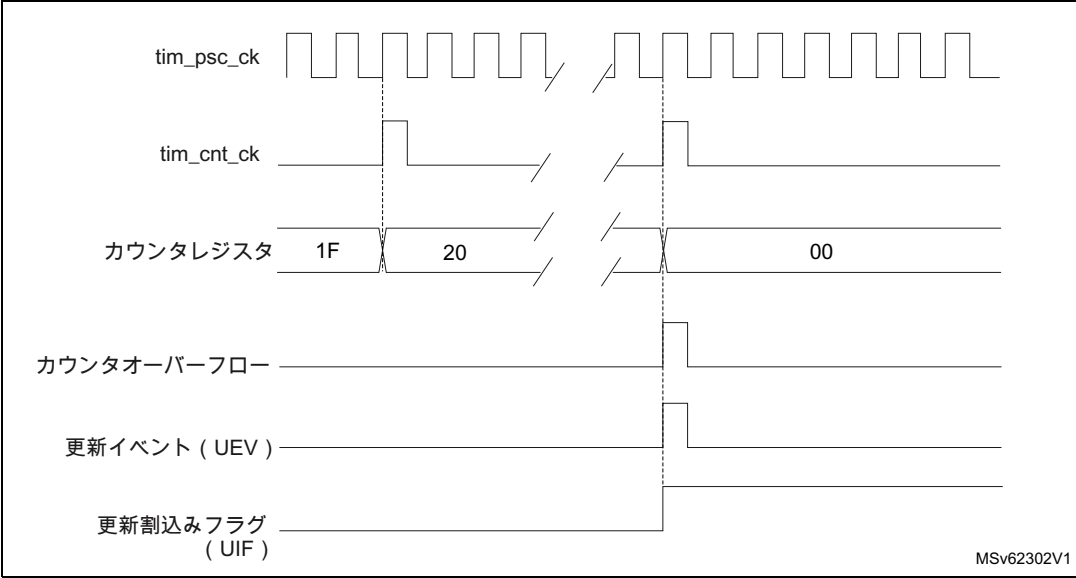 tim_psc_ck
tim_cnt_ck
カウンタレジスタ 1F 20 00
カウンタオーバーフロー
更新イベント ( UEV )
更新割込みフラグ
( UIF )
MSv62302V1